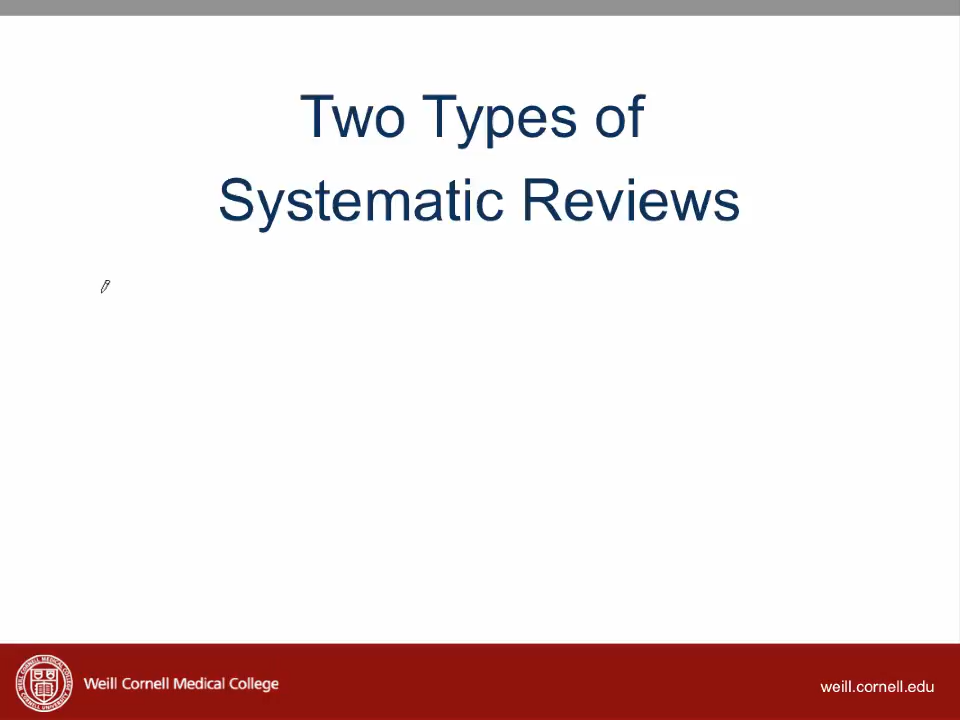 Two Types of
Systematic Reviews
Weill Cornell Medical College
weill.cornell.edu